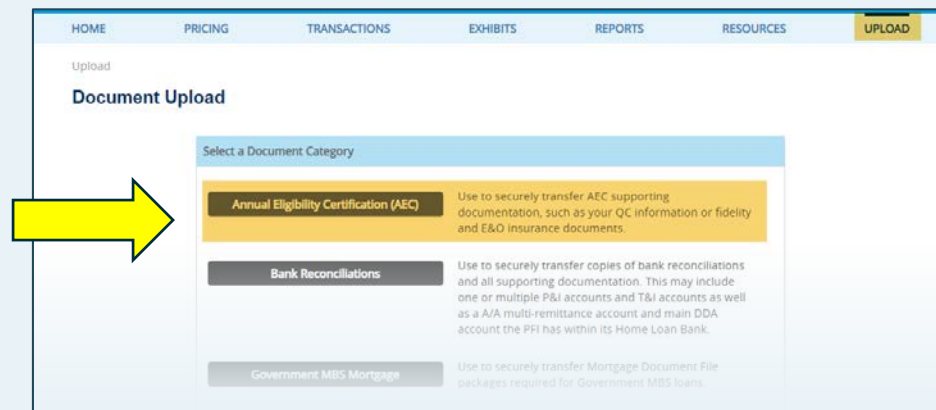 HOME PRICING TRANSACTIONS EXHIBITS REPORTS RESOURCES UPLOAD
Upload
Document Upload
Select a Document Category
Annual Eligibility Certification (AEC)
Use to securely transfer AEC supporting
documentation, such as your QC information or fidelity
and E&O insurance documents.
Bank Reconciliations
Use to securely transfer copies of bank reconciliations
and all supporting documentation. This may include
one or multiple P&I accounts and T&I accounts as well
as a A/A multi-remittance account and main DDA
account the PFI has within its Home Loan Bank.
Government MBS Mortgage
Use to securely transfer Mortgage Document File
packages required for Government MBS loans.